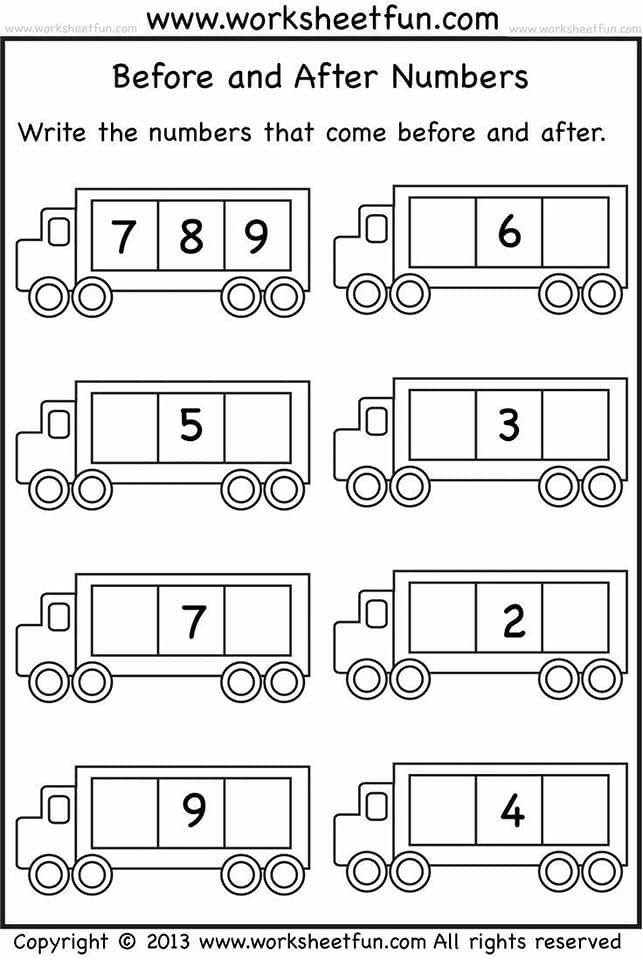 www.worksheetfun.com www.worksheetfun.com www.worksheetfun.com
Before and After Numbers
Write the numbers that come before and after.
7 8 9 6
5 3
7 2
9 4
Copyright © 2013 www.worksheetfun.com All rights reserved